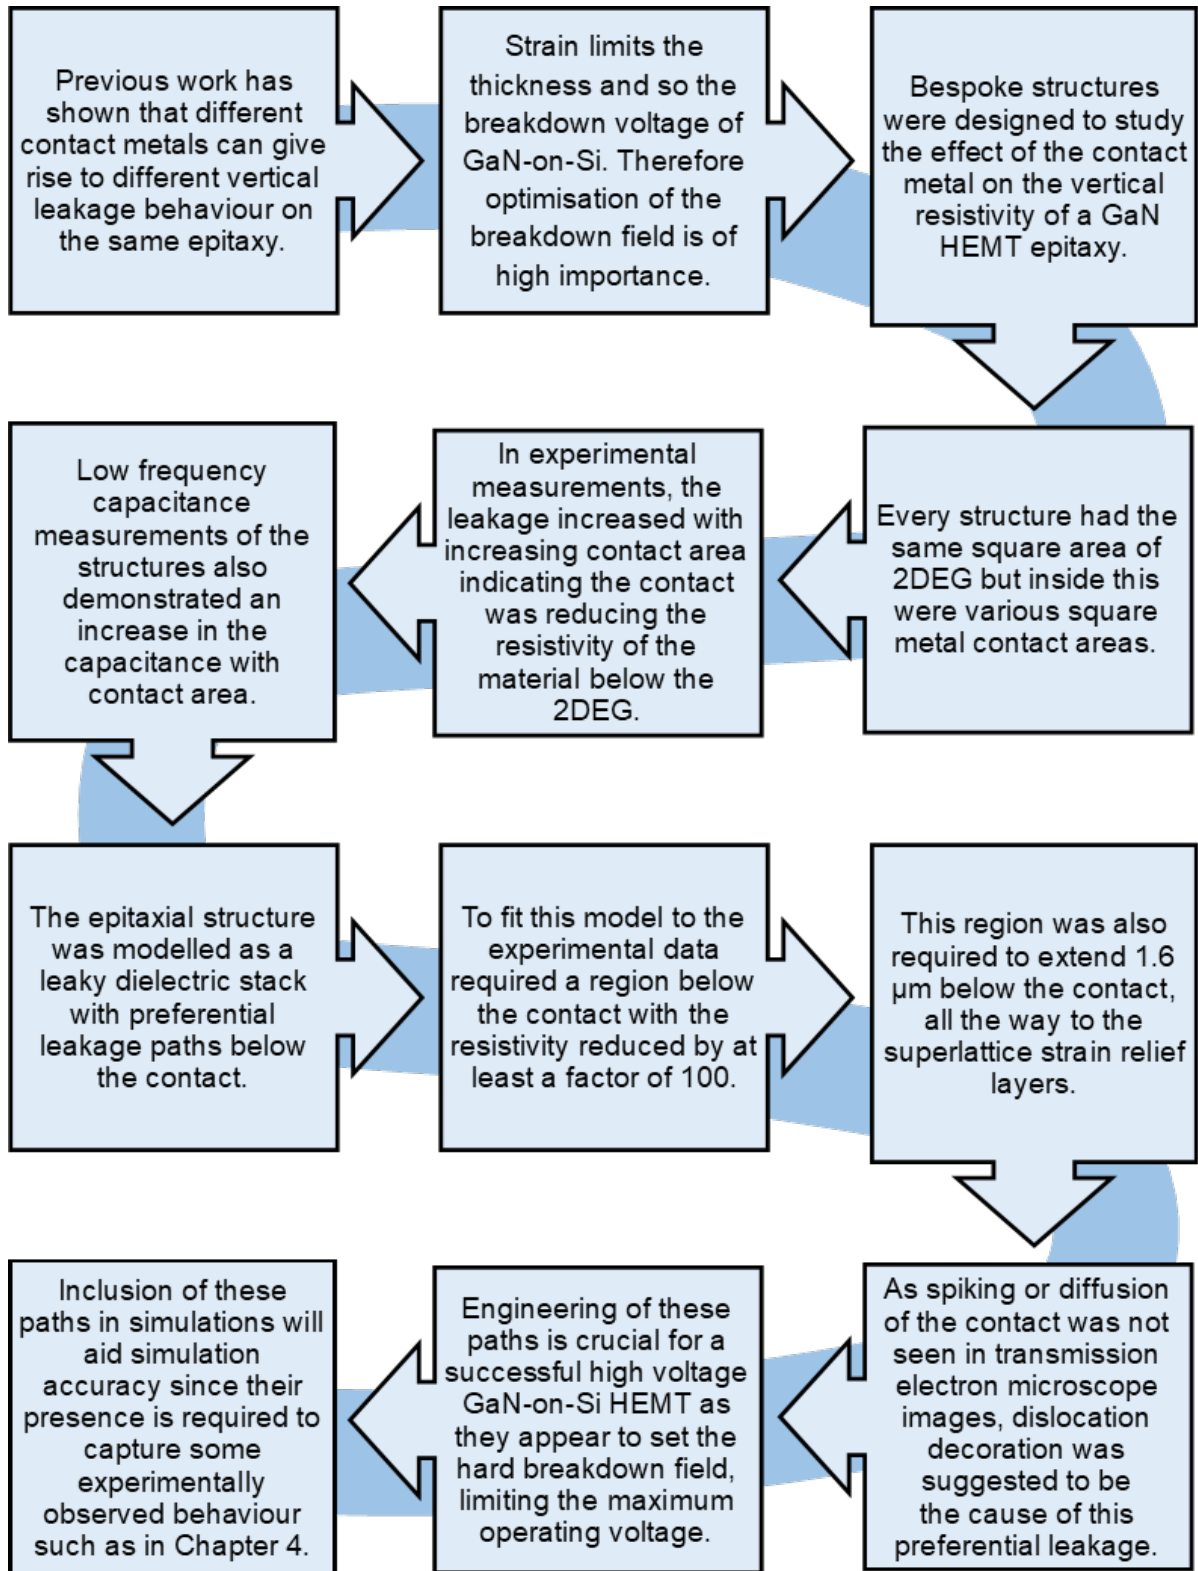 Previous work has
shown that different
contact metals can give
rise to different vertical
leakage behaviour on
the same epitaxy.
Strain limits the
thickness and so the
breakdown voltage of
GaN-on-Si. Therefore
optimisation of the
breakdown field is of
high importance.
Bespoke structures
were designed to study
the effect of the contact
metal on the vertical
resistivity of a GaN
HEMT epitaxy.
Every structure had the
same square area of
2DEG but inside this
were various square
metal contact areas.
In experimental
measurements, the
leakage increased with
increasing contact area
indicating the contact
was reducing the
resistivity of the
material below the
2DEG.
Low frequency
capacitance
measurements of the
structures also
demonstrated an
increase in the
capacitance with
contact area.
The epitaxial structure
was modelled as a
leaky dielectric stack
with preferential
leakage paths below
the contact.
To fit this model to the
experimental data
required a region below
the contact with the
resistivity reduced by at
least a factor of 100.
This region was also
required to extend 1.6
µm below the contact,
all the way to the
superlattice strain relief
layers.
As spiking or diffusion
of the contact was not
seen in transmission
electron microscope
images, dislocation
decoration was
suggested to be
the cause of this
preferential leakage.
Engineering of these
paths is crucial for a
successful high voltage
GaN-on-Si HEMT as
they appear to set the
hard breakdown field,
limiting the maximum
operating voltage.
Inclusion of these
paths in simulations will
aid simulation
accuracy since their
presence is required to
capture some
experimentally
observed behaviour
such as in Chapter 4.